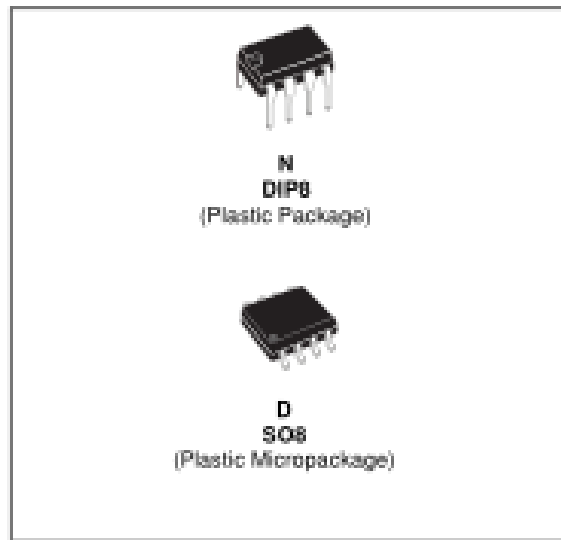 N
DIP8
(Plastic Package)
D
SO8
(Plastic Micropackage)